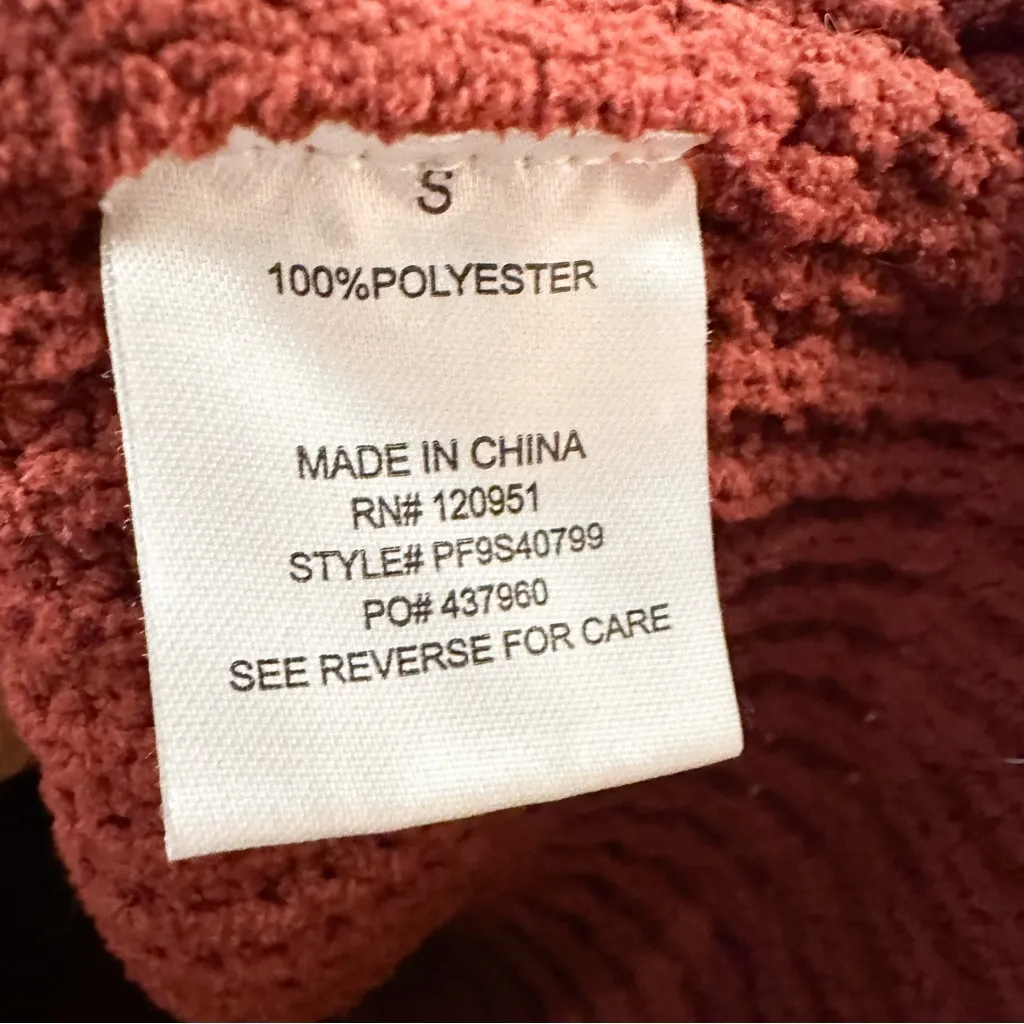 S
100%POLYESTER
MADE IN CHINA
RN# 120951
STYLE# PF9S40799
PO# 437960
SEE REVERSE FOR CARE